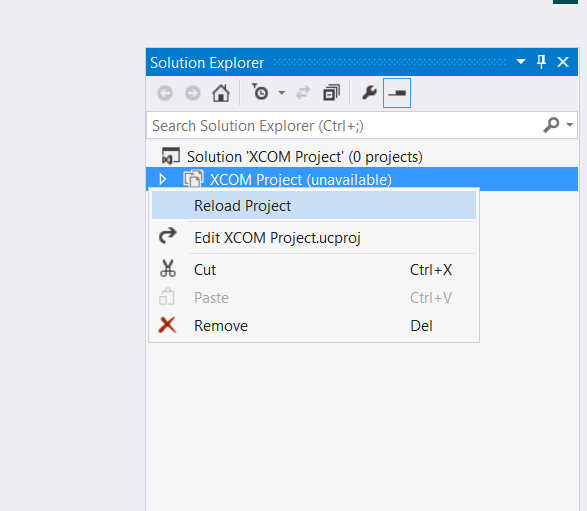 Solution Explorer
Search Solution Explorer (Ctrl+;)
Solution 'XCOM Project' (0 projects)
XCOM Project (unavailable)
Reload Project
Edit XCOM Project.ucproj
Cut Ctrl+X
Paste Ctrl+V
Remove Del